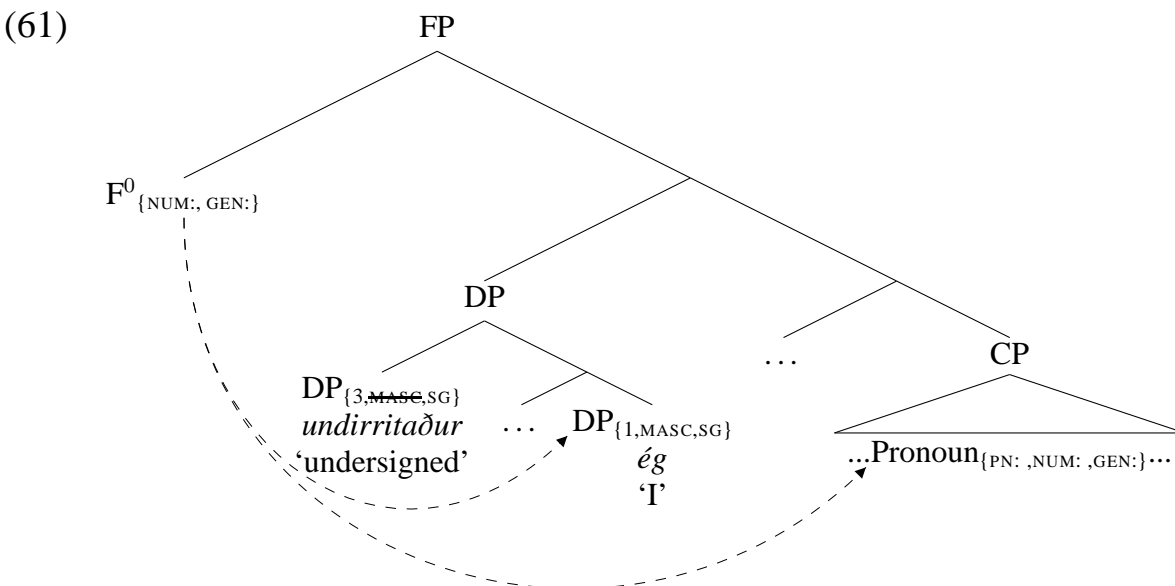 (61)
FP
F⁰{NUM:, GEN:}
DP
... CP
DP{3,MASC,SG} ... DP{1,MASC,SG} ...Pronoun{PN: ,NUM: ,GEN:}...
undirritaður ég
‘undersigned’ ‘I’